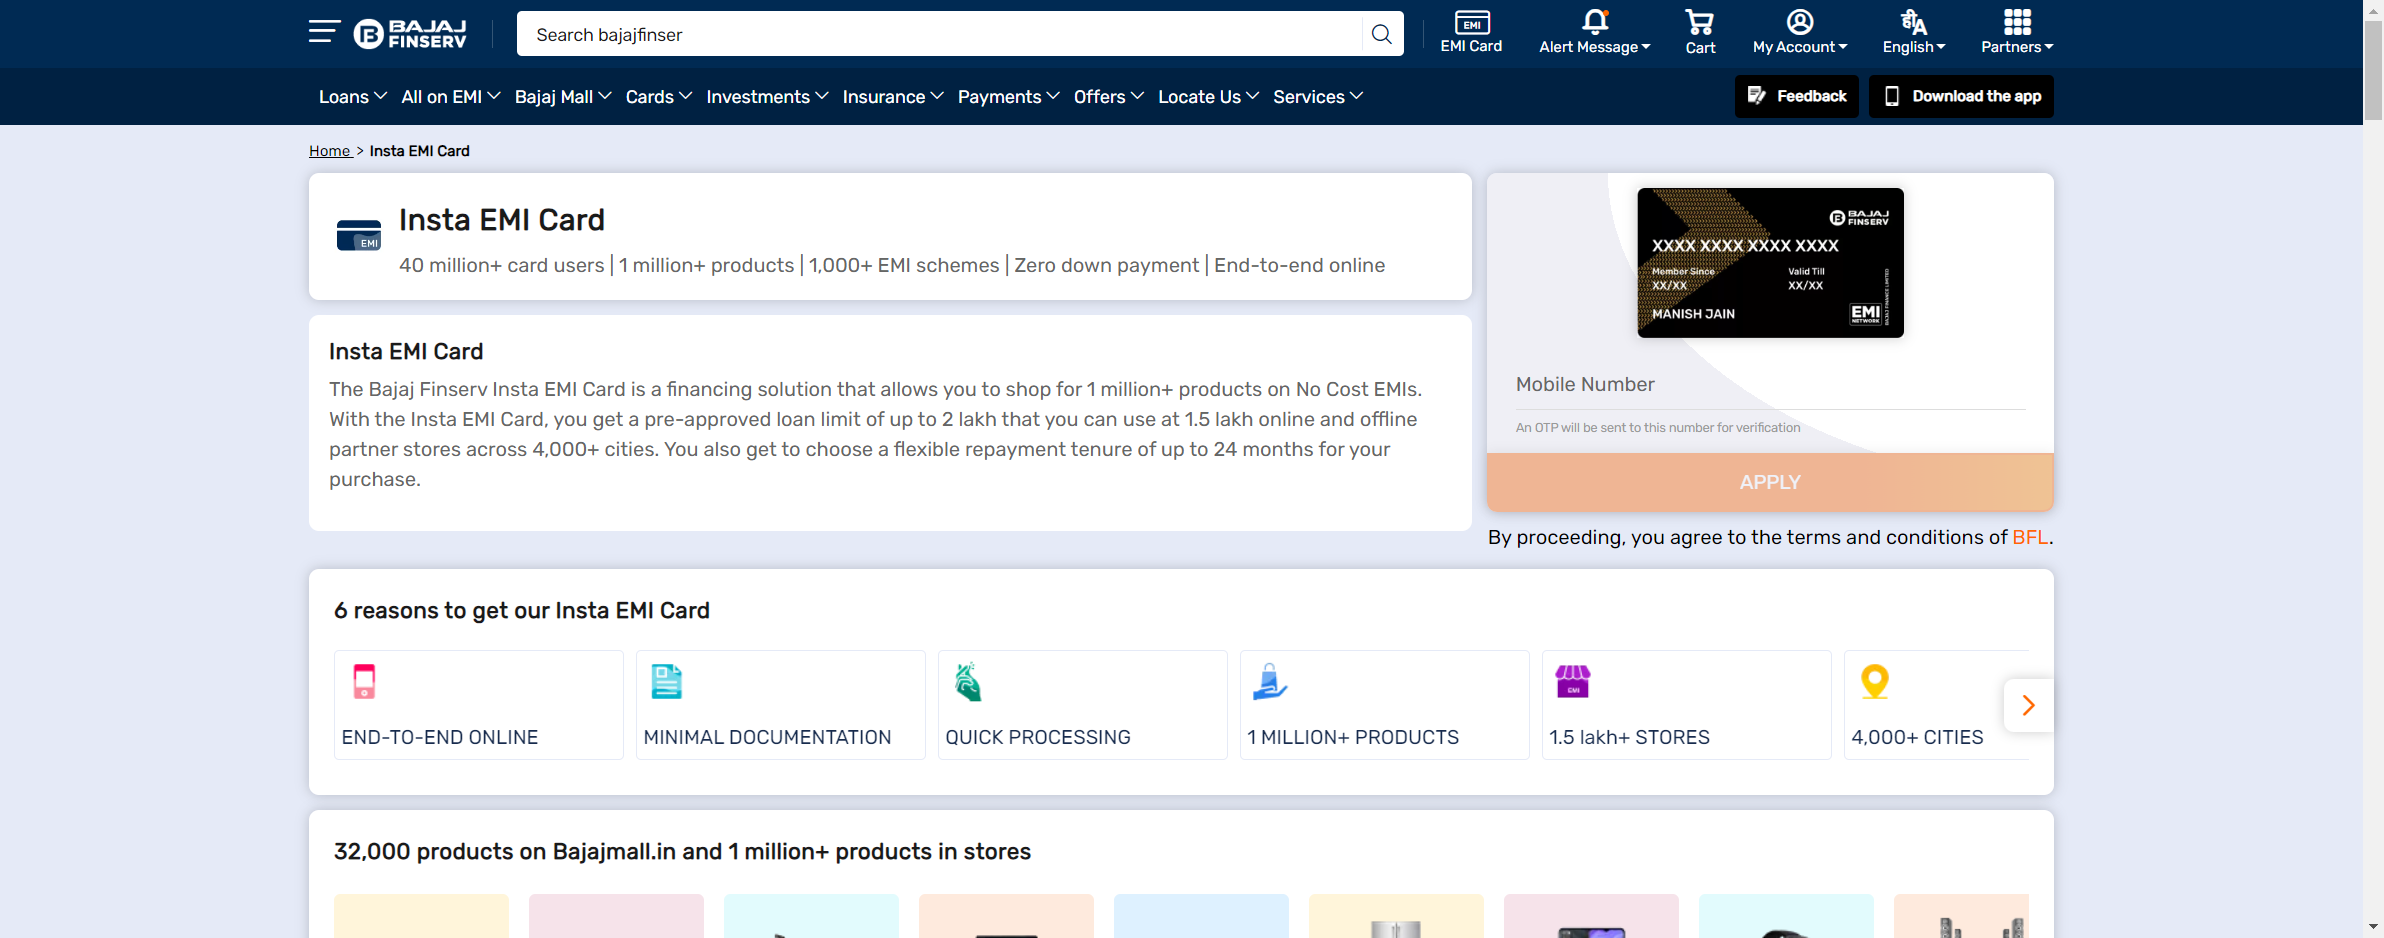 BAJAJ
FINSERV
Search bajajfinser
EMI
EMI Card
Alert Message
Cart
My Account
ही A
English
Partners
Loans
All on EMI
Bajaj Mall
Cards
Investments
Insurance
Payments
Offers
Locate Us
Services
Feedback
Download the app
Home > Insta EMI Card
EMI
Insta EMI Card
40 million+ card users | 1 million+ products | 1,000+ EMI schemes | Zero down payment | End-to-end online
Insta EMI Card
The Bajaj Finserv Insta EMI Card is a financing solution that allows you to shop for 1 million+ products on No Cost EMIs.
With the Insta EMI Card, you get a pre-approved loan limit of up to 2 lakh that you can use at 1.5 lakh online and offline
partner stores across 4,000+ cities. You also get to choose a flexible repayment tenure of up to 24 months for your
purchase.
BAJAJ
FINSERV
XXXX XXXX XXXX XXXX
Member Since
Valid Till
XX/XX
XX/XX
MANISH JAIN
EMI
NETWORK
BAJAJ FINANCE LIMITED
Mobile Number
An OTP will be sent to this number for verification
APPLY
By proceeding, you agree to the terms and conditions of BFL.
6 reasons to get our Insta EMI Card
END-TO-END ONLINE
MINIMAL DOCUMENTATION
QUICK PROCESSING
1 MILLION+ PRODUCTS
EMI
1.5 lakh+ STORES
4,000+ CITIES
32,000 products on Bajajmall.in and 1 million+ products in stores